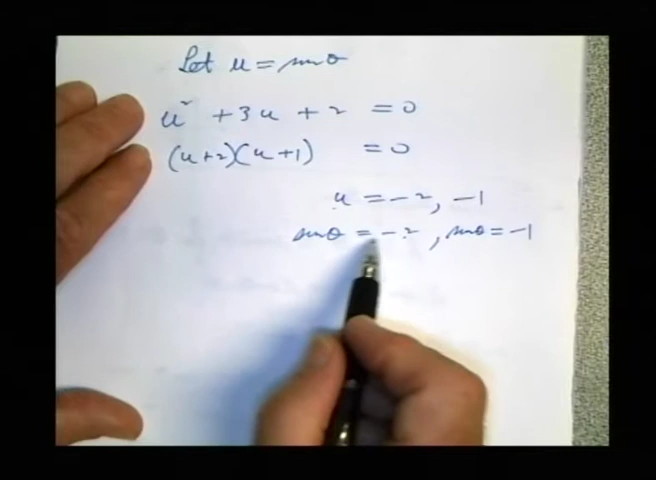 Let u = sin θ
u² + 3u + 2 = 0
(u+2)(u+1) = 0
u = -2, -1
sin θ = -2, sin θ = -1